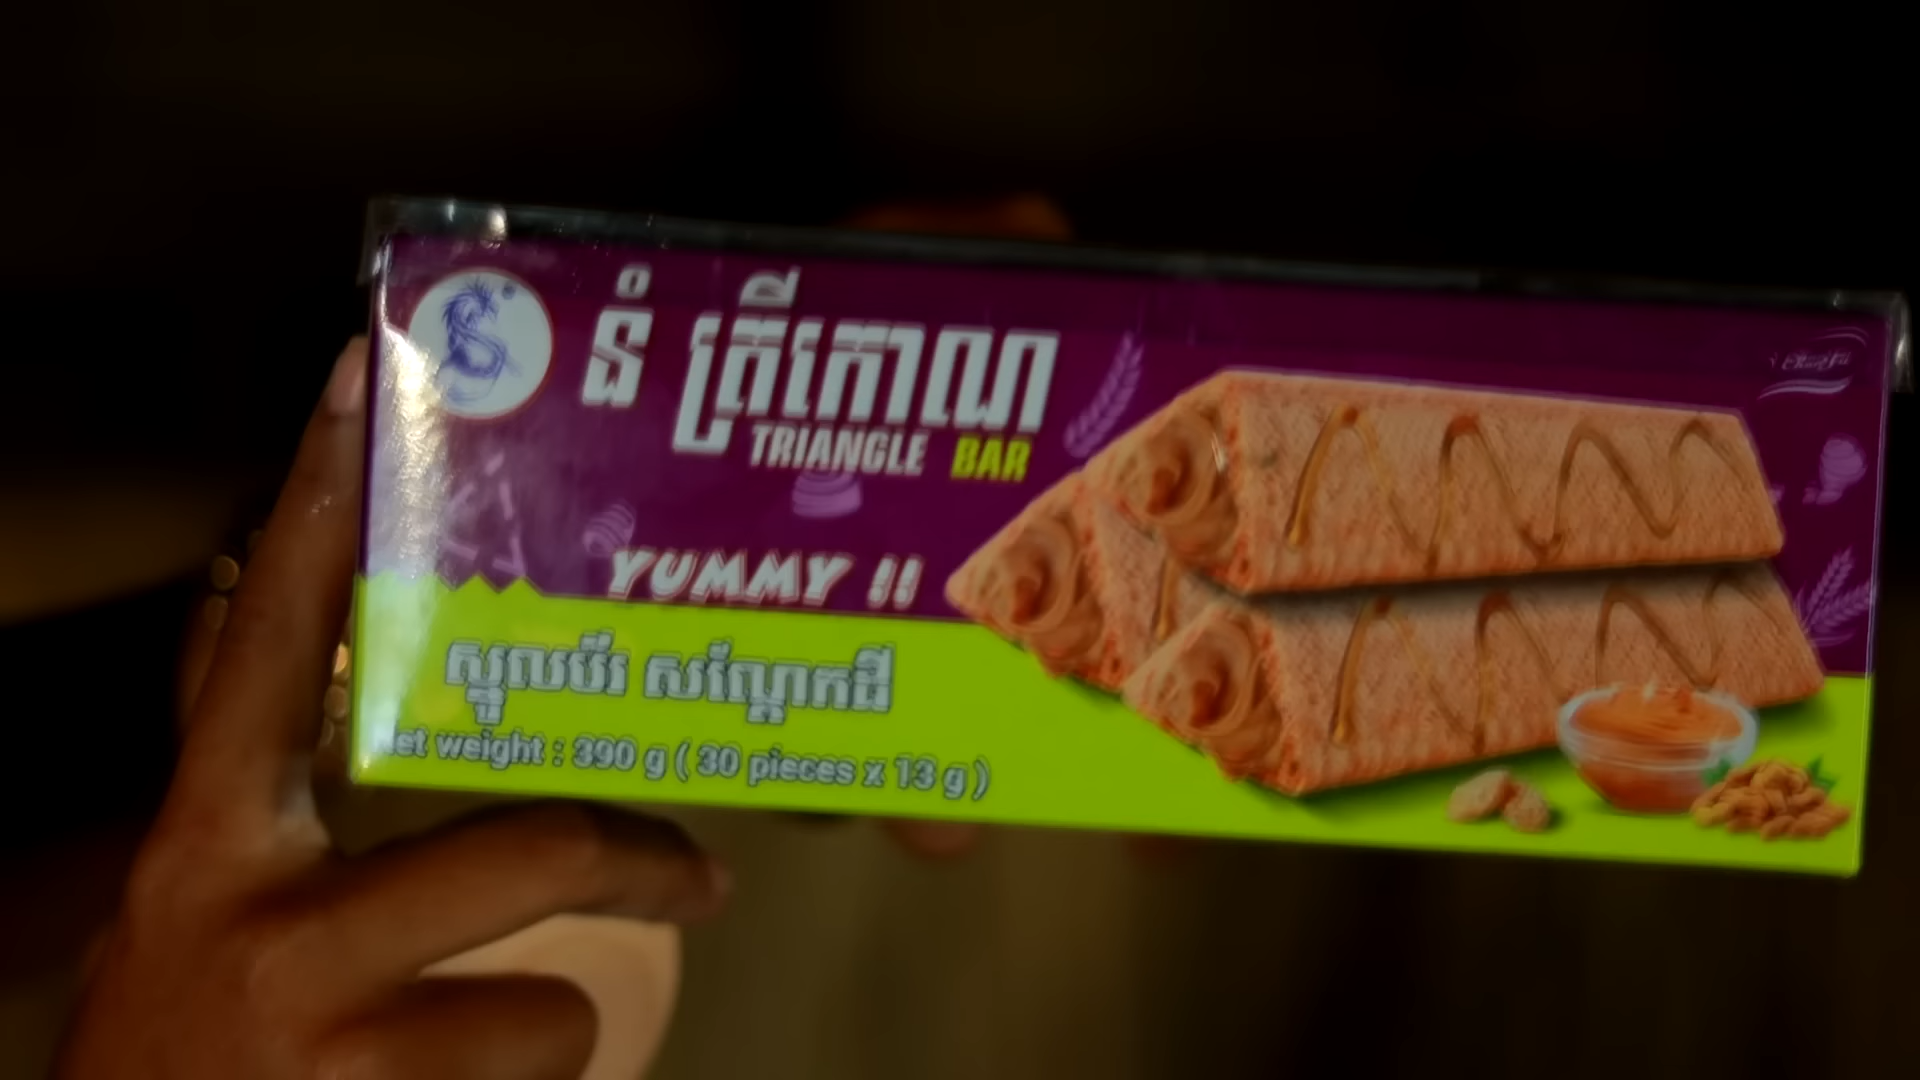 នំ ត្រីកោណ
TRIANGLE BAR
YUMMY !!
ស្នូលប័រ សណ្ដែកដី
Net weight : 390 g ( 30 pieces x 13 g )